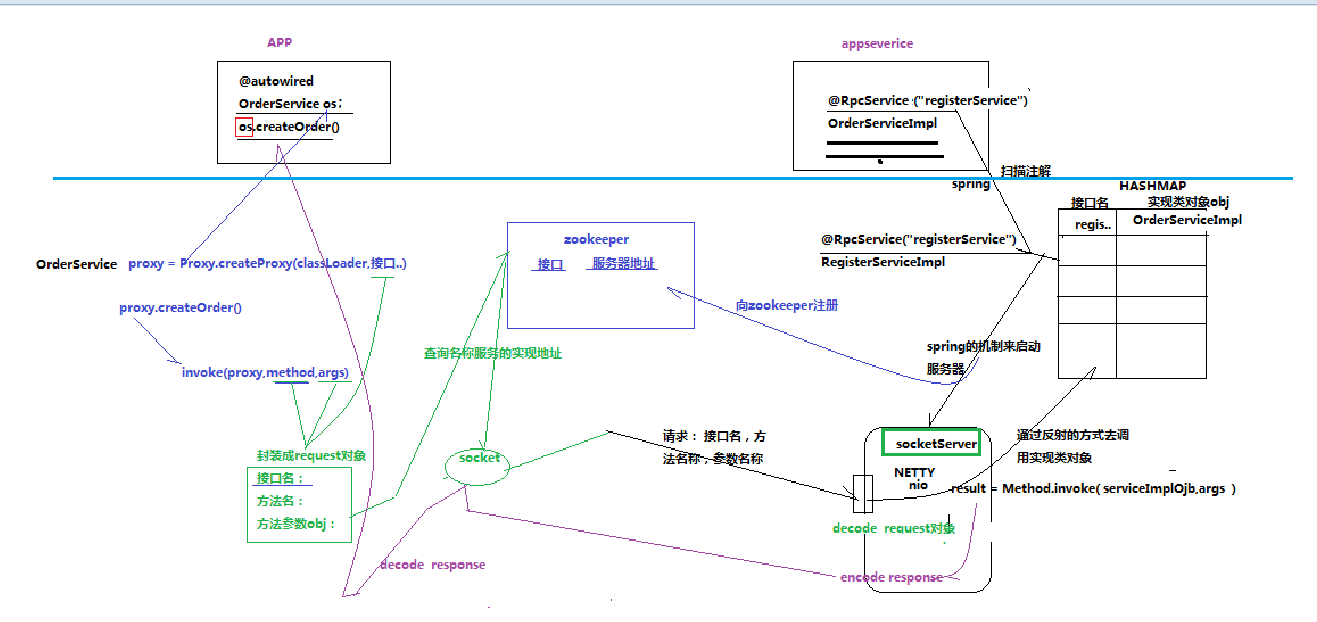 APP
@autowired
OrderService os;
os.createOrder()
appseverice
@RpcService ("registerService")
OrderServiceImpl
spring
扫描注解
HASHMAP
接口名
实现类对象obj
regis..
OrderServiceImpl
@RpcService("registerService")
RegisterServiceImpl
OrderService
proxy = Proxy.createProxy(classLoader,接口..)
proxy.createOrder()
invoke(proxy,method,args)
zookeeper
接口
服务器地址
向zookeeper注册
查询名称服务的实现地址
spring的机制来启动
服务器
封装成request对象
接口名：
方法名：
方法参数obj：
socket
请求： 接口名，方
法名称，参数名称
socketServer
NETTY
nio
通过反射的方式去调
用实现类对象
result = Method.invoke( serviceImplOjb,args )
decode request对象
decode response
encode response